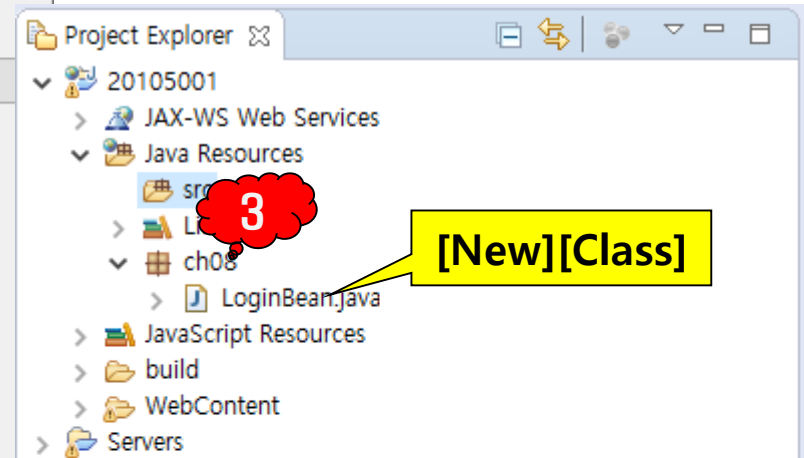 Project Explorer
20105001
JAX-WS Web Services
Java Resources
src
3
ch08
[New][Class]
LoginBean.java
JavaScript Resources
build
WebContent
Servers